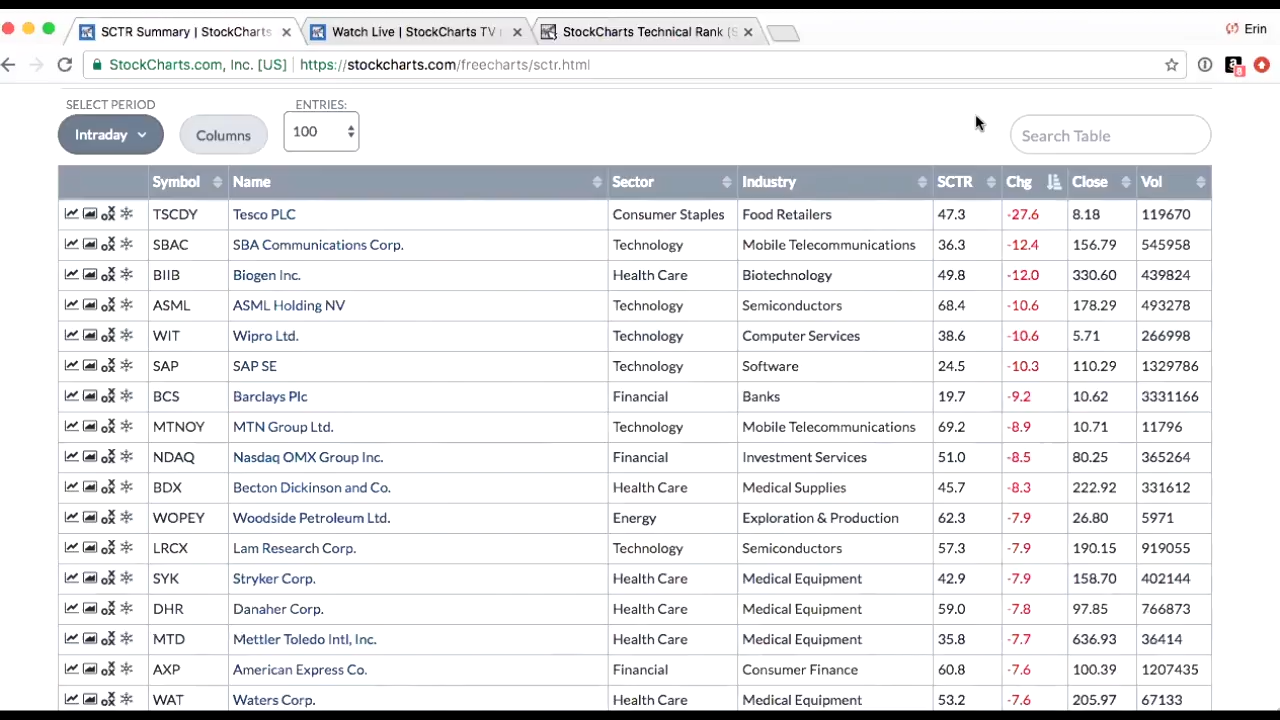 SCTR Summary | StockCharts
Watch Live | StockCharts TV
StockCharts Technical Rank (S
Erin
StockCharts.com, Inc. [US] https://stockcharts.com/freecharts/sctr.html
SELECT PERIOD
ENTRIES:
Intraday
Columns
100
Search Table
Symbol Name Sector Industry SCTR Chg Close Vol
TSCDY Tesco PLC Consumer Staples Food Retailers 47.3 -27.6 8.18 119670
SBAC SBA Communications Corp. Technology Mobile Telecommunications 36.3 -12.4 156.79 545958
BIIB Biogen Inc. Health Care Biotechnology 49.8 -12.0 330.60 439824
ASML ASML Holding NV Technology Semiconductors 68.4 -10.6 178.29 493278
WIT Wipro Ltd. Technology Computer Services 38.6 -10.6 5.71 266998
SAP SAP SE Technology Software 24.5 -10.3 110.29 1329786
BCS Barclays Plc Financial Banks 19.7 -9.2 10.62 3331166
MTNOY MTN Group Ltd. Technology Mobile Telecommunications 69.2 -8.9 10.71 11796
NDAQ Nasdaq OMX Group Inc. Financial Investment Services 51.0 -8.5 80.25 365264
BDX Becton Dickinson and Co. Health Care Medical Supplies 45.7 -8.3 222.92 331612
WOPEY Woodside Petroleum Ltd. Energy Exploration & Production 62.3 -7.9 26.80 5971
LRCX Lam Research Corp. Technology Semiconductors 57.3 -7.9 190.15 919055
SYK Stryker Corp. Health Care Medical Equipment 42.9 -7.9 158.70 402144
DHR Danaher Corp. Health Care Medical Equipment 59.0 -7.8 97.85 766873
MTD Mettler Toledo Intl, Inc. Health Care Medical Equipment 35.8 -7.7 636.93 36414
AXP American Express Co. Financial Consumer Finance 60.8 -7.6 100.39 1207435
WAT Waters Corp. Health Care Medical Equipment 53.2 -7.6 205.97 67133